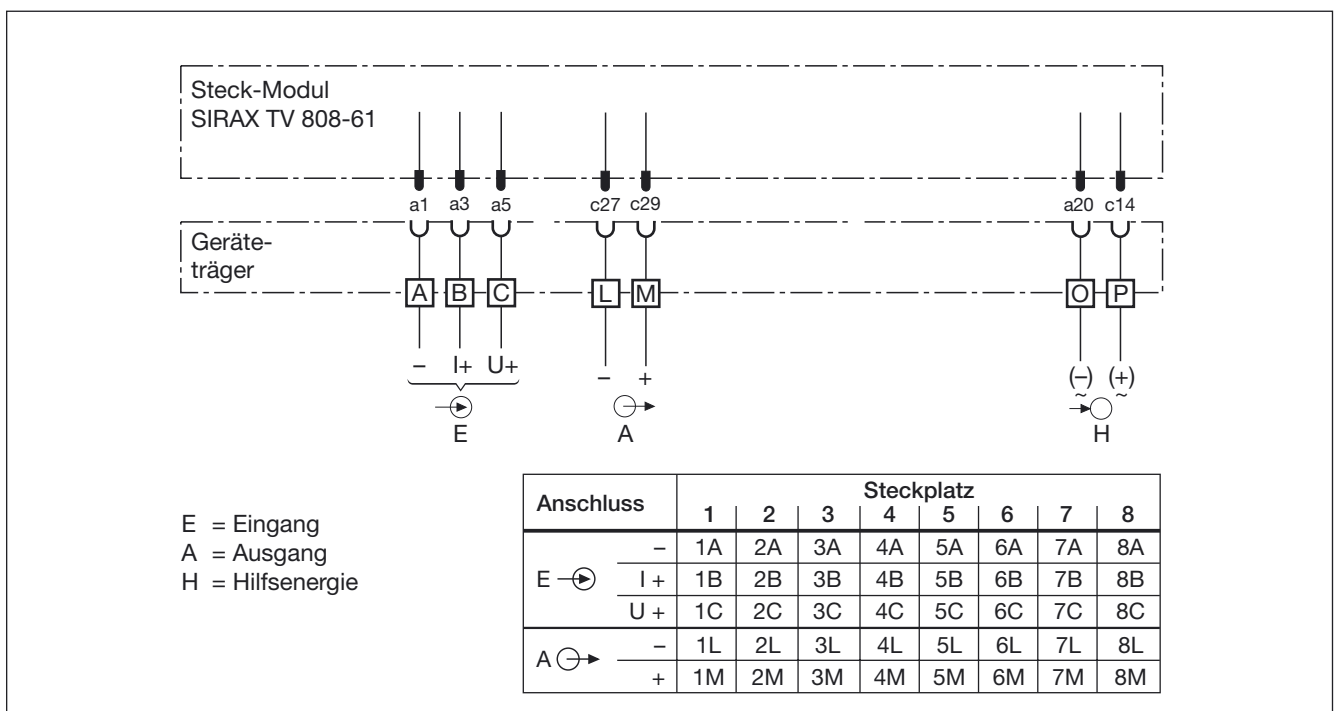 Steck-Modul
SIRAX TV 808-61
a1 a3 a5 c27 c29 a20 c14
Geräte-
träger
A B C L M O P
– I+ U+ – + (–) (+)
~ ~
E A H
E = Eingang
A = Ausgang
H = Hilfsenergie
Anschluss Steckplatz
1 2 3 4 5 6 7 8
– 1A 2A 3A 4A 5A 6A 7A 8A
E I + 1B 2B 3B 4B 5B 6B 7B 8B
U + 1C 2C 3C 4C 5C 6C 7C 8C
A – 1L 2L 3L 4L 5L 6L 7L 8L
+ 1M 2M 3M 4M 5M 6M 7M 8M